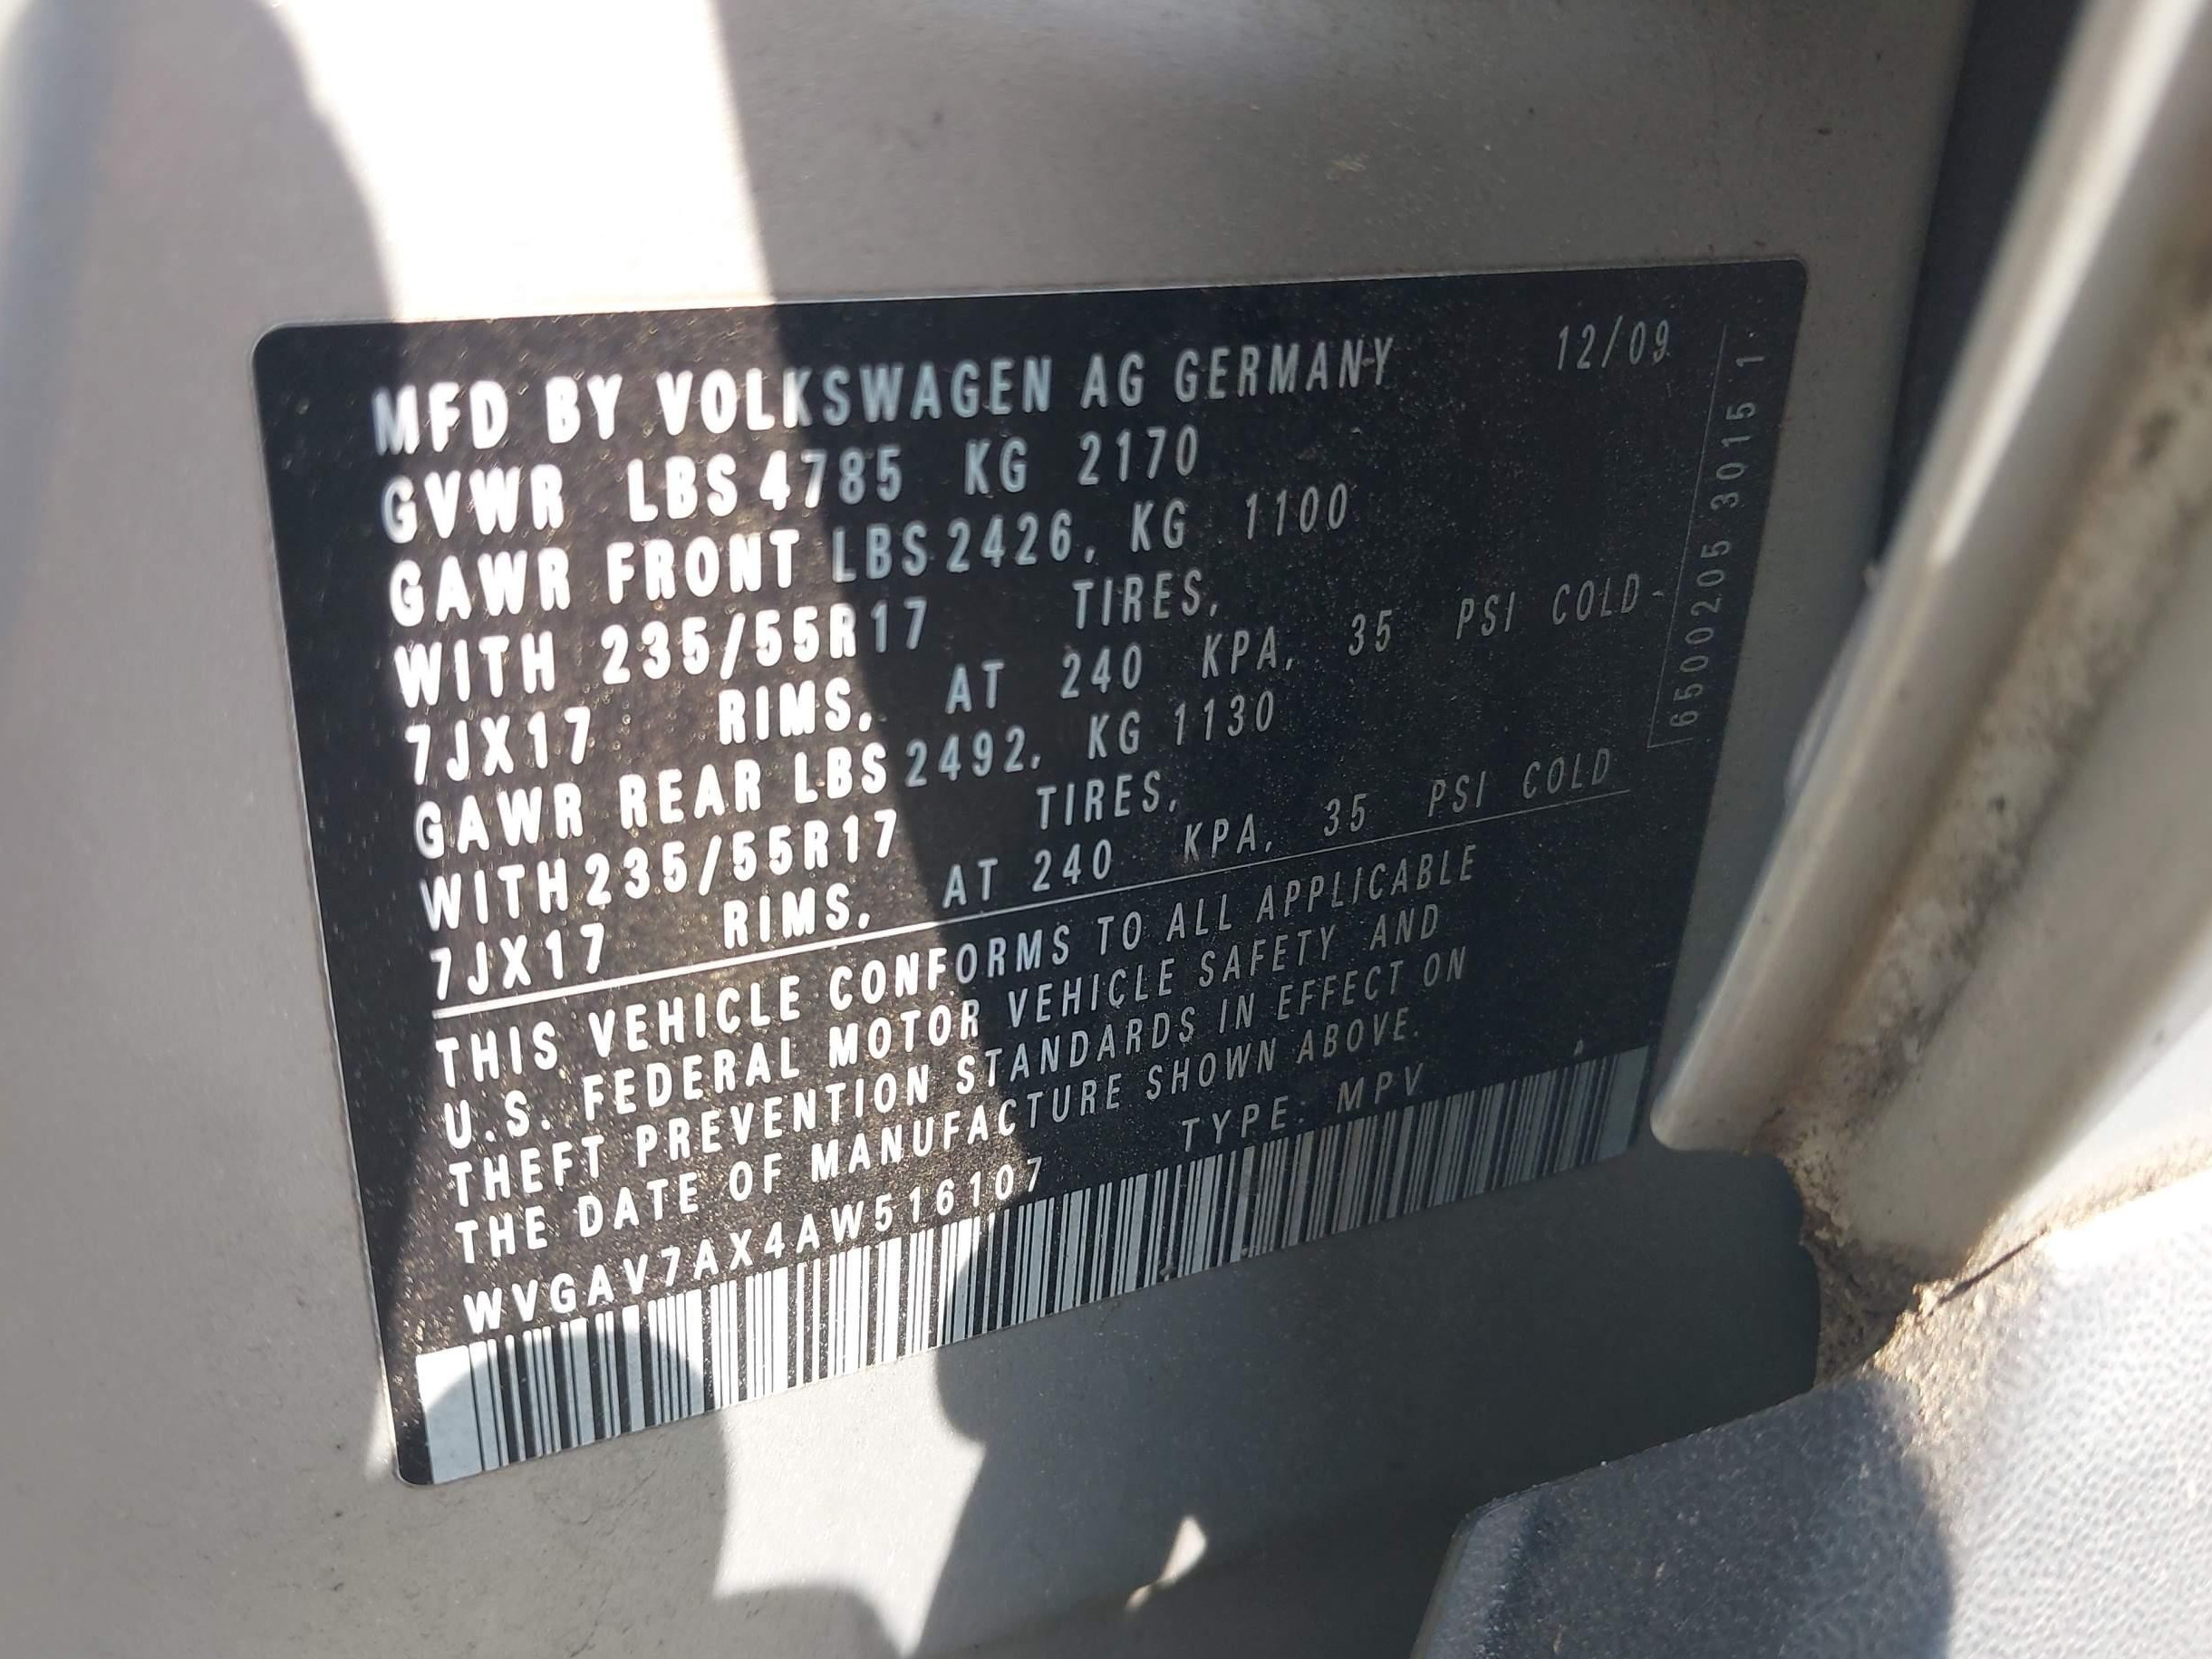 MFD BY VOLKSWAGEN AG GERMANY 12/09
GVWR LBS 4785 KG 2170
GAWR FRONT LBS 2426, KG 1100
WITH 235/55R17 TIRES,
7JX17 RIMS, AT 240 KPA, 35 PSI COLD
GAWR REAR LBS 2492, KG 1130
WITH 235/55R17 TIRES,
7JX17 RIMS, AT 240 KPA, 35 PSI COLD
THIS VEHICLE CONFORMS TO ALL APPLICABLE
U.S. FEDERAL MOTOR VEHICLE SAFETY AND
THEFT PREVENTION STANDARDS IN EFFECT ON
THE DATE OF MANUFACTURE SHOWN ABOVE.
WVGAV7AX4AW516107 TYPE: MPV
6500205 3015 1